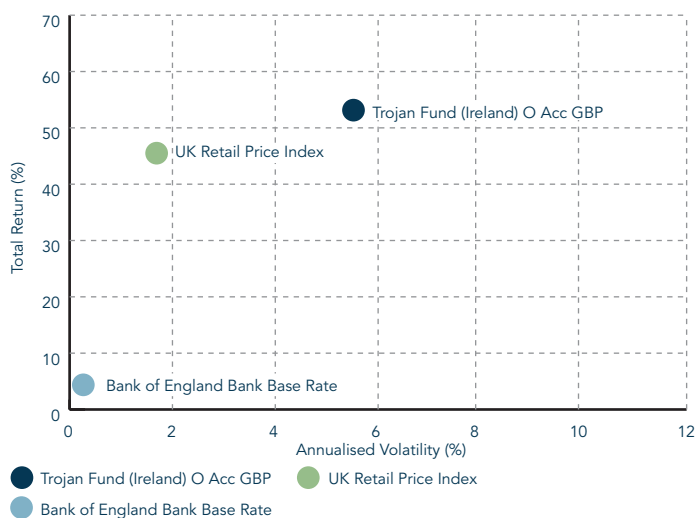 70
60
Trojan Fund (Ireland) O Acc GBP
50
UK Retail Price Index
40
Total Return (%)
30
20
10
Bank of England Bank Base Rate
0
0 2 4 6 8 10 12
Annualised Volatility (%)
Trojan Fund (Ireland) O Acc GBP UK Retail Price Index
Bank of England Bank Base Rate